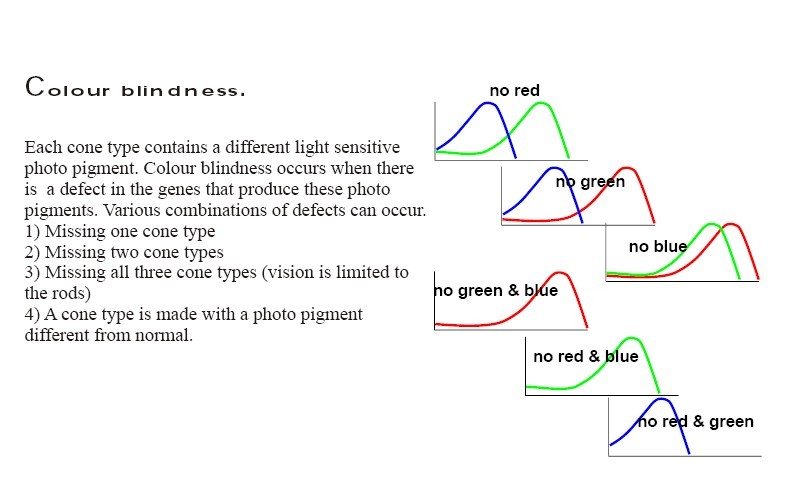 Colour blindness.
Each cone type contains a different light sensitive
photo pigment. Colour blindness occurs when there
is a defect in the genes that produce these photo
pigments. Various combinations of defects can occur.
1) Missing one cone type
2) Missing two cone types
3) Missing all three cone types (vision is limited to
the rods)
4) A cone type is made with a photo pigment
different from normal.
no red
no green
no blue
no green & blue
no red & blue
no red & green